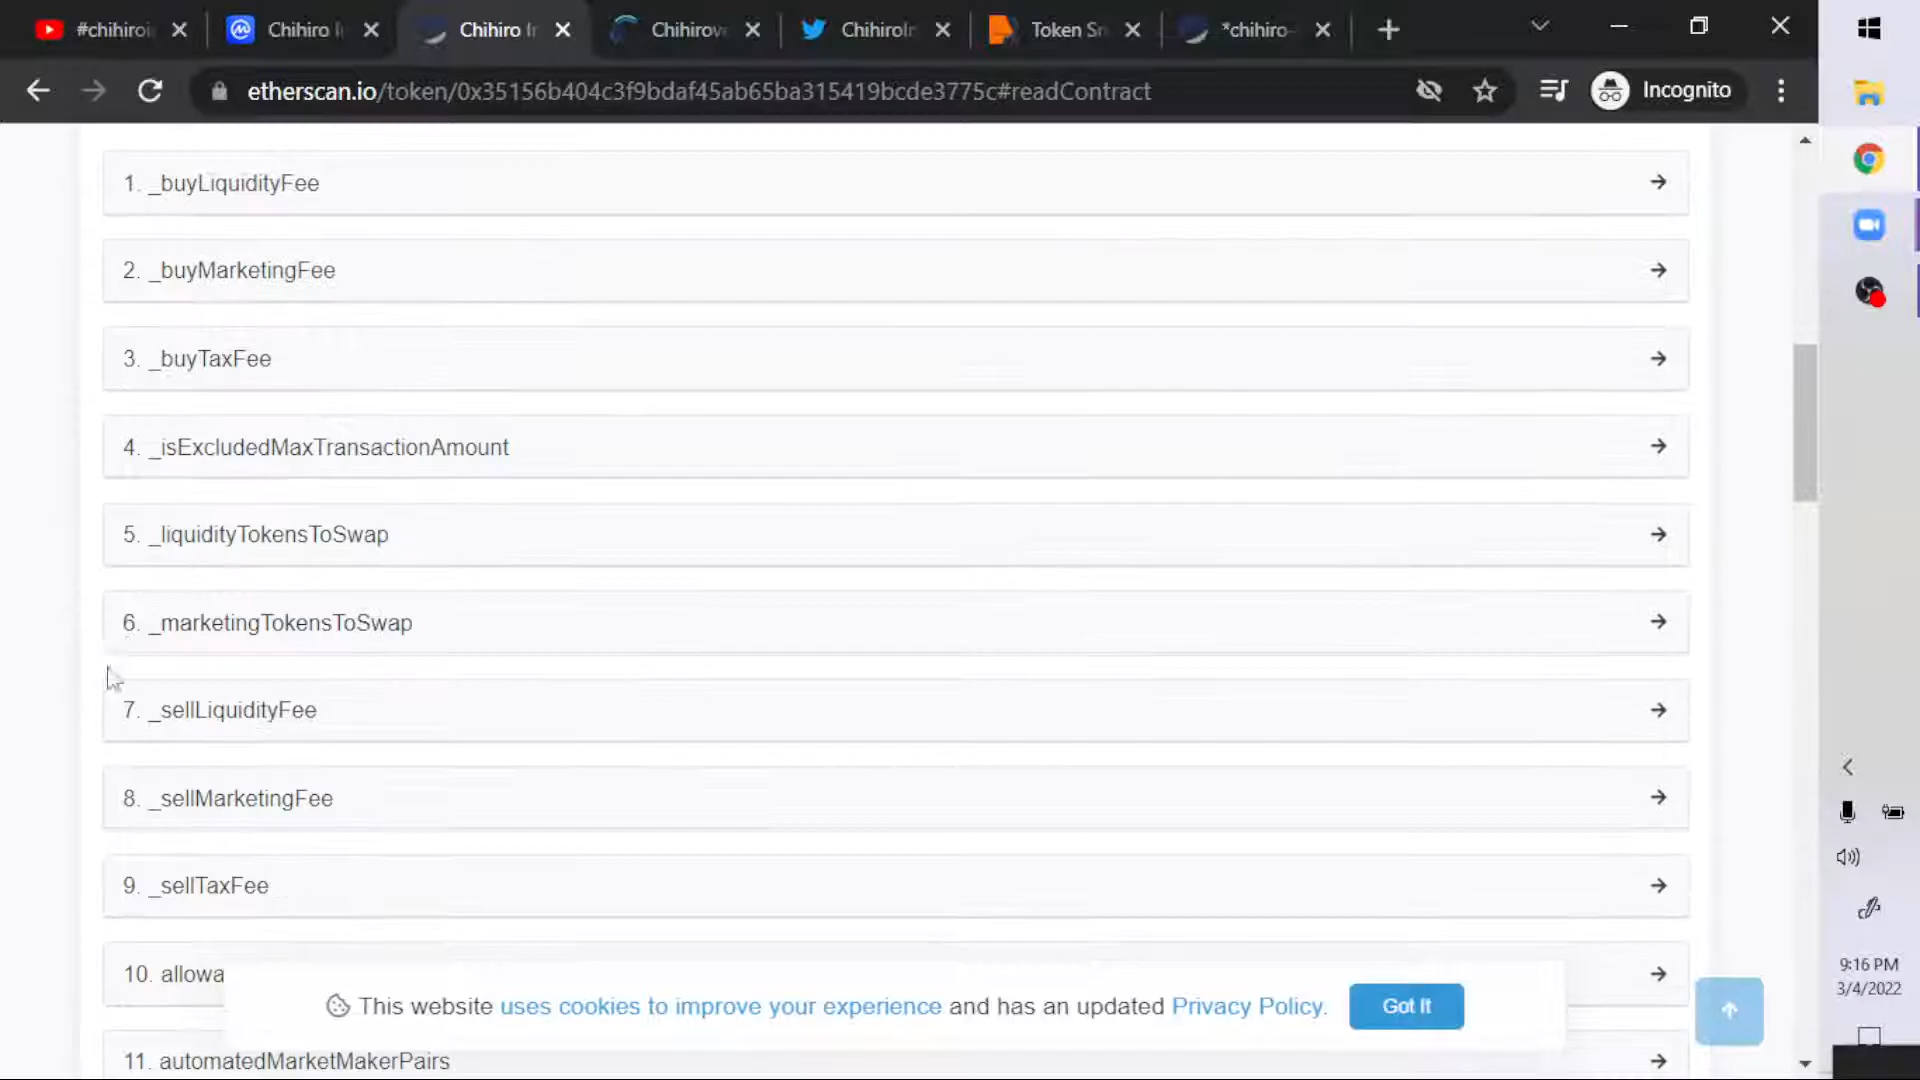 #chihiroi
Chihiro I
Chihiro Ir
Chihirov
ChihiroIr
Token Sn
*chihiro-
etherscan.io/token/0x35156b404c3f9bdaf45ab65ba315419bcde3775c#readContract
Incognito
1. _buyLiquidityFee
2. _buyMarketingFee
3. _buyTaxFee
4. _isExcludedMaxTransactionAmount
5. _liquidityTokensToSwap
6. _marketingTokensToSwap
7. _sellLiquidityFee
8. _sellMarketingFee
9. _sellTaxFee
10. allowa
This website uses cookies to improve your experience and has an updated Privacy Policy.
Got It
11. automatedMarketMakerPairs
9:16 PM
3/4/2022